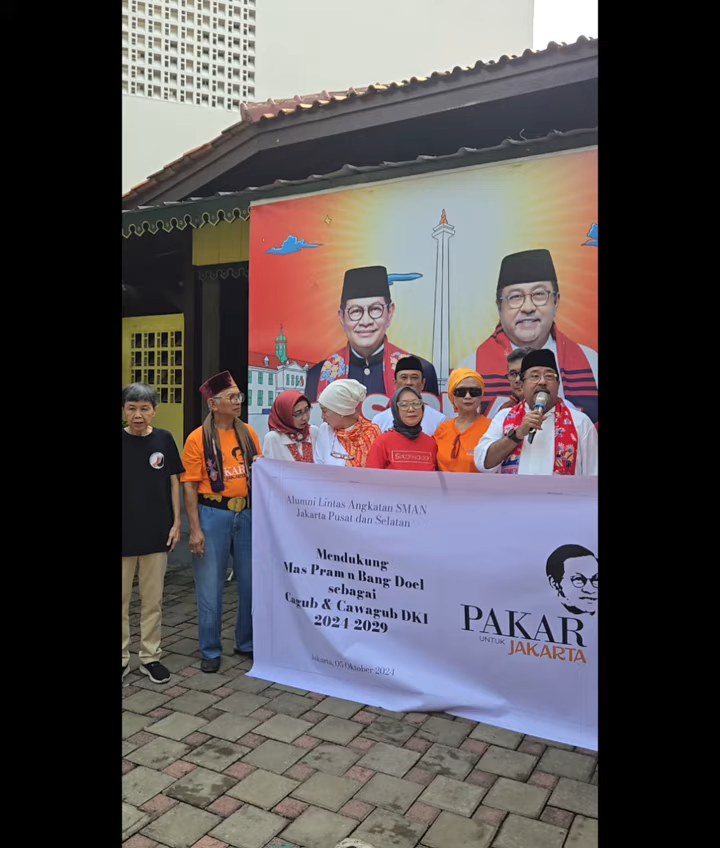 Alumni Lintas Angkatan SMAN
Jakarta Pusat dan Selatan
Mendukung
Mas Pram n Bang Doel
sebagai
Cagub & Cawagub DKI
2024-2029
Jakarta, 05 Oktober 2024
PAKAR
UNTUK JAKARTA